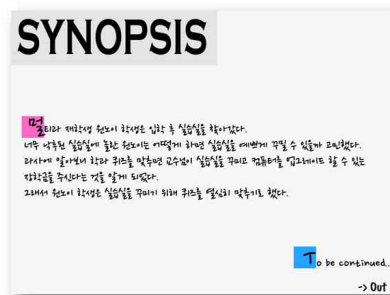 SYNOPSIS
멀티라 재학생 원노이 학생은 입학 후 실습실을 찾아갔다.
너무 낙후된 실습실에 놀란 원노이는 어떻게 하면 실습실을 예쁘게 꾸밀 수 있을까 고민했다.
과사에 알아보니 학과 퀴즈를 맞추면 교수님이 실습실을 꾸미고 컴퓨터를 업그레이드 할 수 있는
장학금을 주신다는 것을 알게 되었다.
그래서 원노이 학생은 실습실을 꾸미기 위해 퀴즈를 열심히 맞추기로 했다.
To be continued..
-> Out